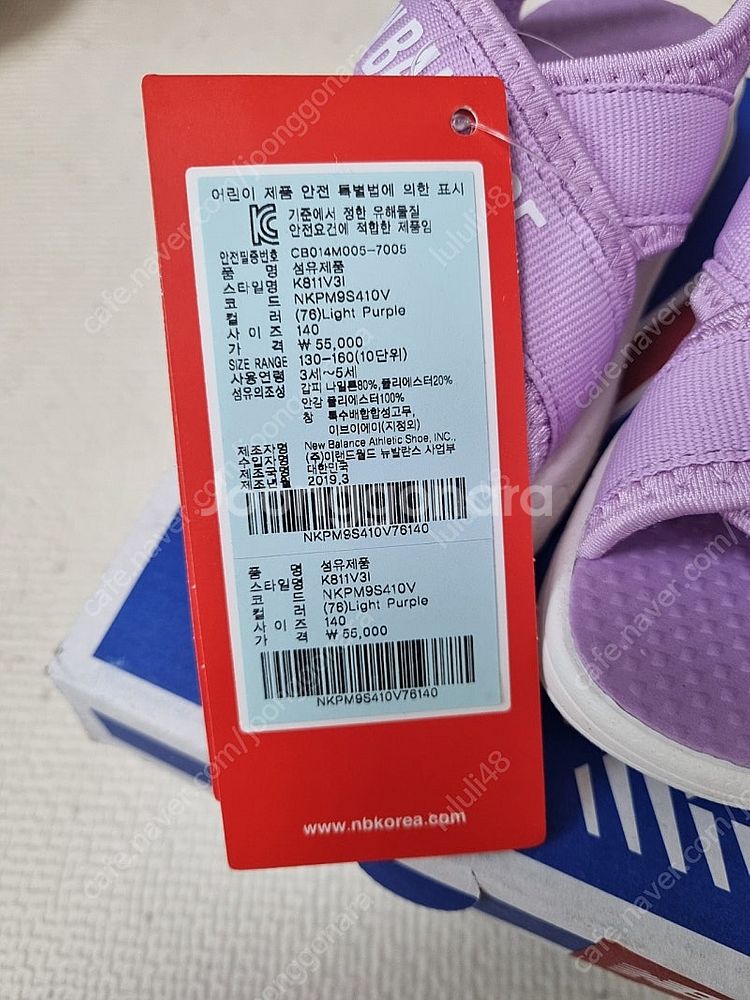 어린이 제품 안전 특별법에 의한 표시
KC 기준에서 정한 유해물질
안전요건에 적합한 제품임
안전필증번호 CB014M005-7005
품 명 섬유제품
스타일명 K811V3I
코 드 NKPM9S410V
컬 러 (76)Light Purple
사 이 즈 140
가 격 ₩ 55,000
SIZE RANGE 130-160(10단위)
사용연령 3세~5세
섬유의조성 갑피 나일론80%,폴리에스터20%
안감 폴리에스터100%
창 특수배합합성고무,
이브이에이(지정외)
제조자명 New Balance Athletic Shoe, INC.,
수입자명 (주)이랜드월드 뉴발란스 사업부
제조국명 대한민국
제조년월 2019.3
NKPM9S410V76140
품 명 섬유제품
스타일명 K811V3I
코 드 NKPM9S410V
컬 러 (76)Light Purple
사 이 즈 140
가 격 ₩ 55,000
NKPM9S410V76140
www.nbkorea.com
Joonggonara
cafe.naver.com/joonggonara
lululi48